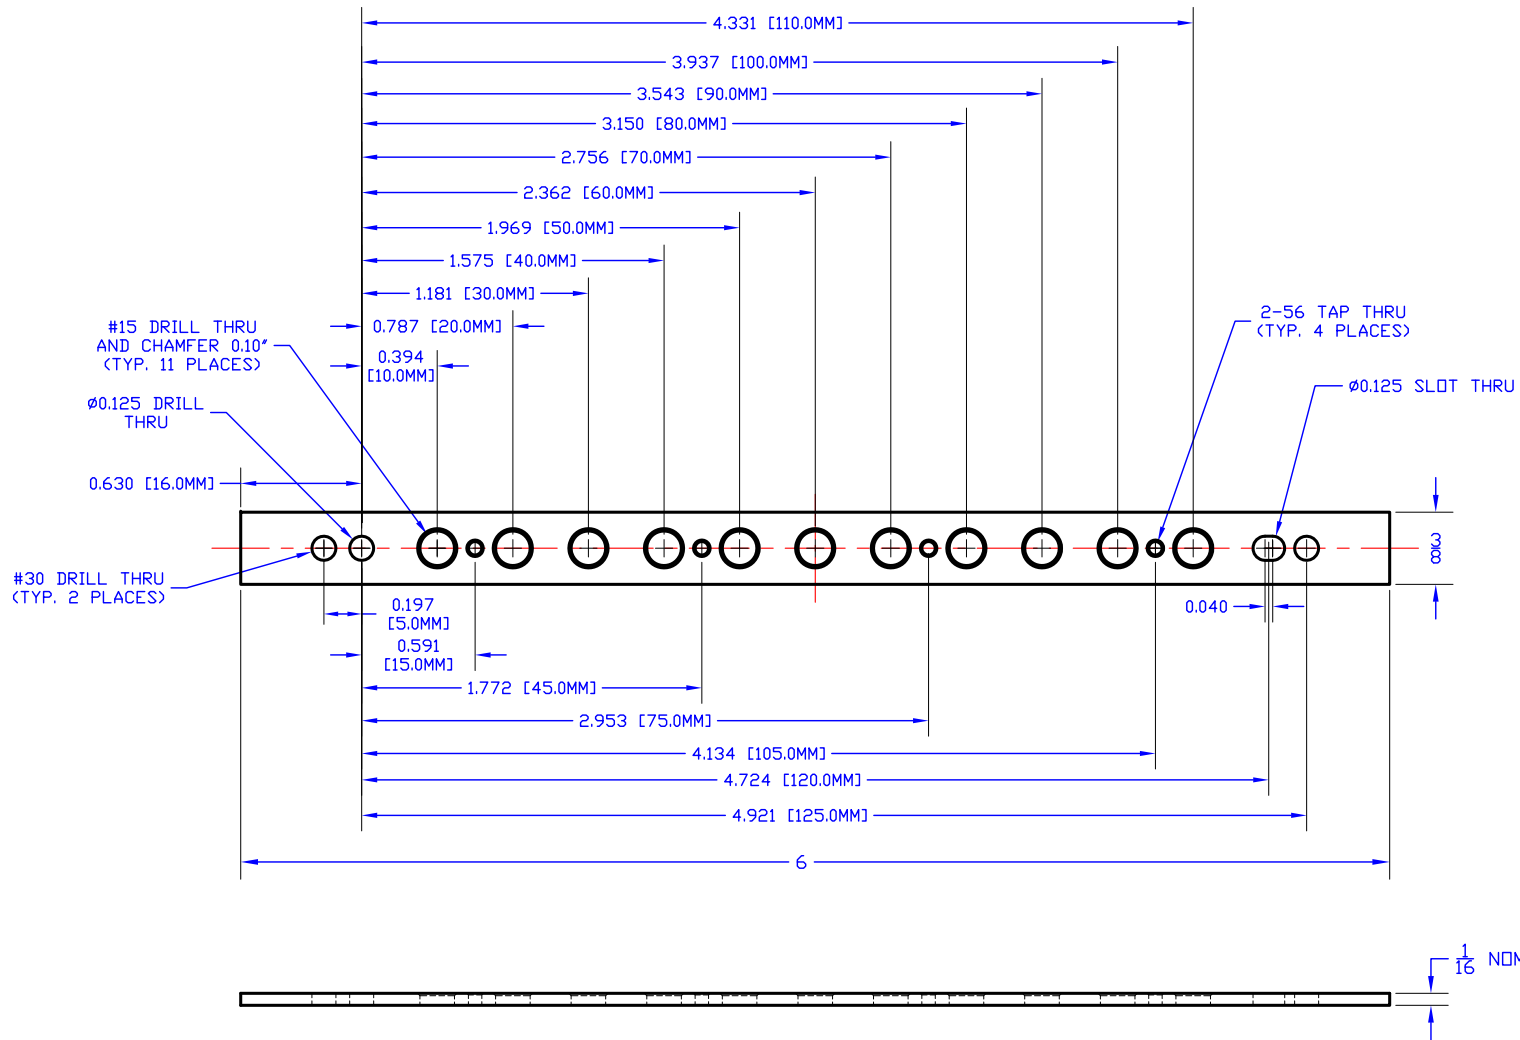 4.331 [110.0MM]
3.937 [100.0MM]
3.543 [90.0MM]
3.150 [80.0MM]
2.756 [70.0MM]
2.362 [60.0MM]
1.969 [50.0MM]
1.575 [40.0MM]
1.181 [30.0MM]
0.787 [20.0MM]
0.394
[10.0MM]
#15 DRILL THRU
AND CHAMFER 0.10"
(TYP. 11 PLACES)
2-56 TAP THRU
(TYP. 4 PLACES)
Ø0.125 DRILL
THRU
Ø0.125 SLOT THRU
0.630 [16.0MM]
3
8
#30 DRILL THRU
(TYP. 2 PLACES)
0.197
[5.0MM]
0.040
0.591
[15.0MM]
1.772 [45.0MM]
2.953 [75.0MM]
4.134 [105.0MM]
4.724 [120.0MM]
4.921 [125.0MM]
6
1
16 NOM